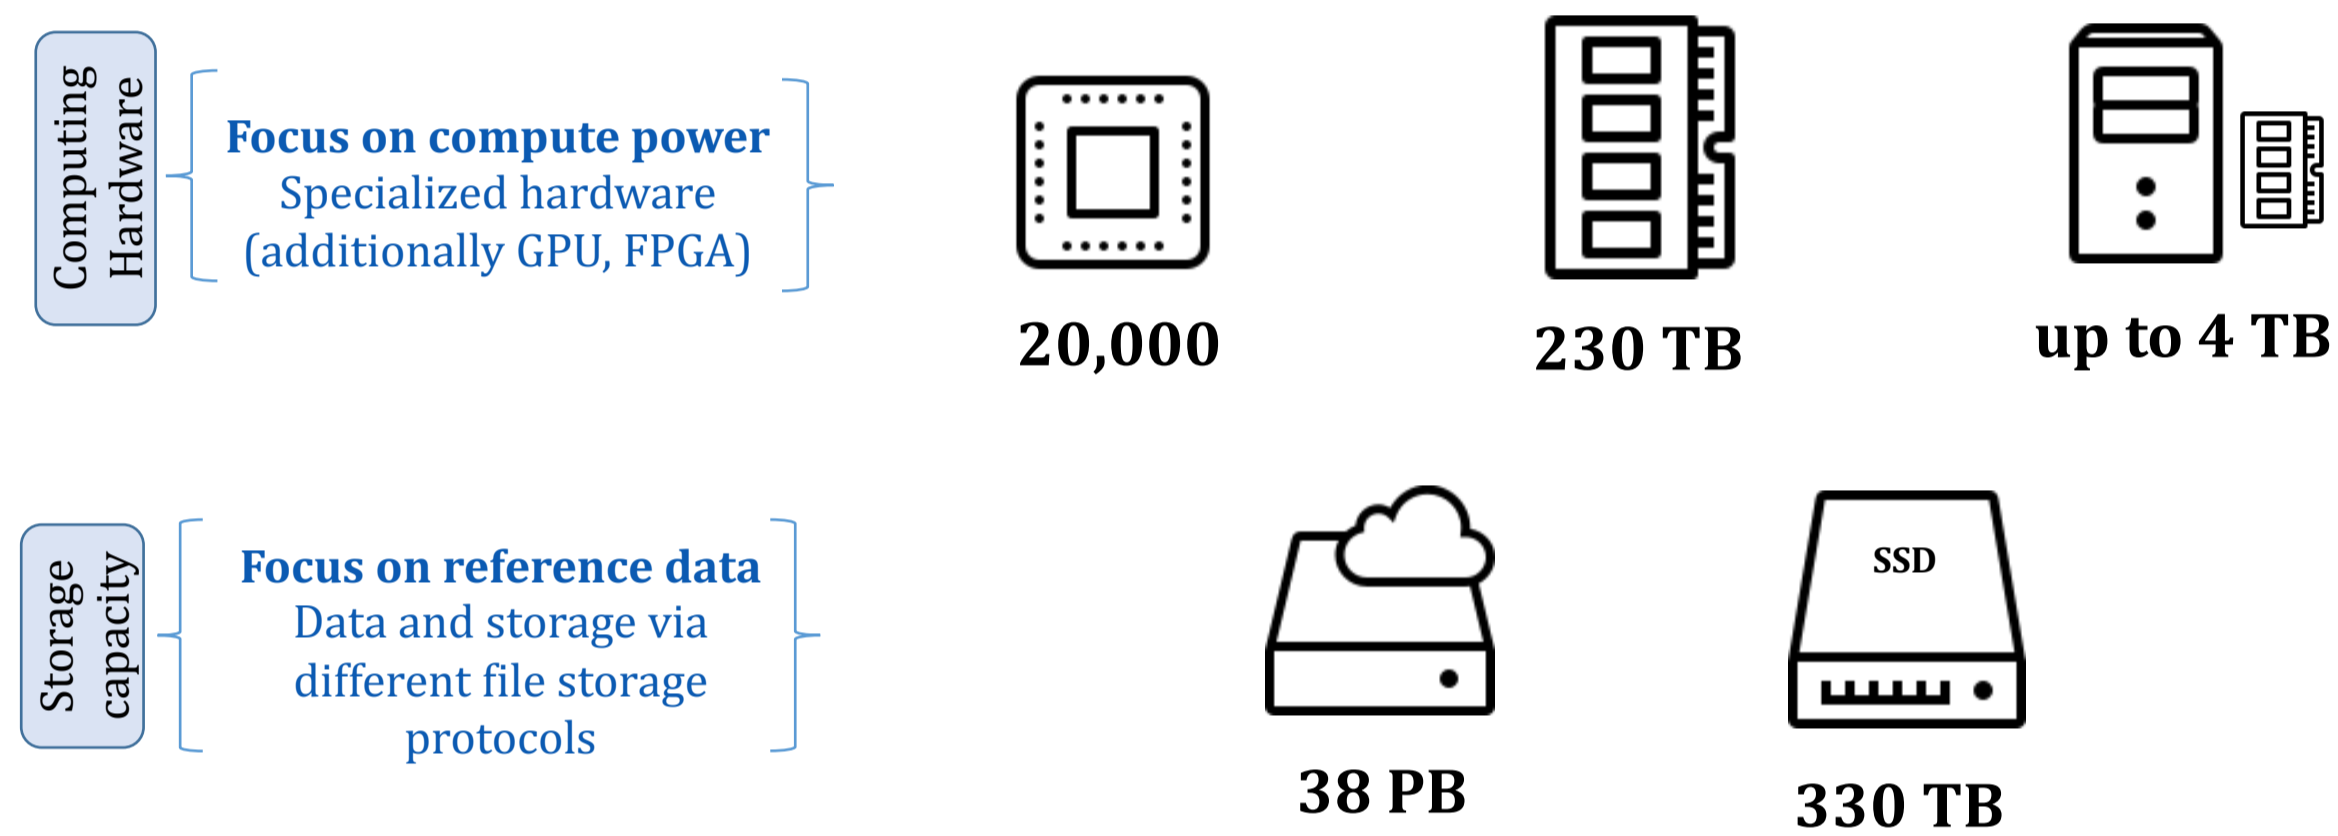 Computing
Hardware
Focus on compute power
Specialized hardware
(additionally GPU, FPGA)
20,000
230 TB
up to 4 TB
Storage
capacity
Focus on reference data
Data and storage via
different file storage
protocols
SSD
38 PB
330 TB